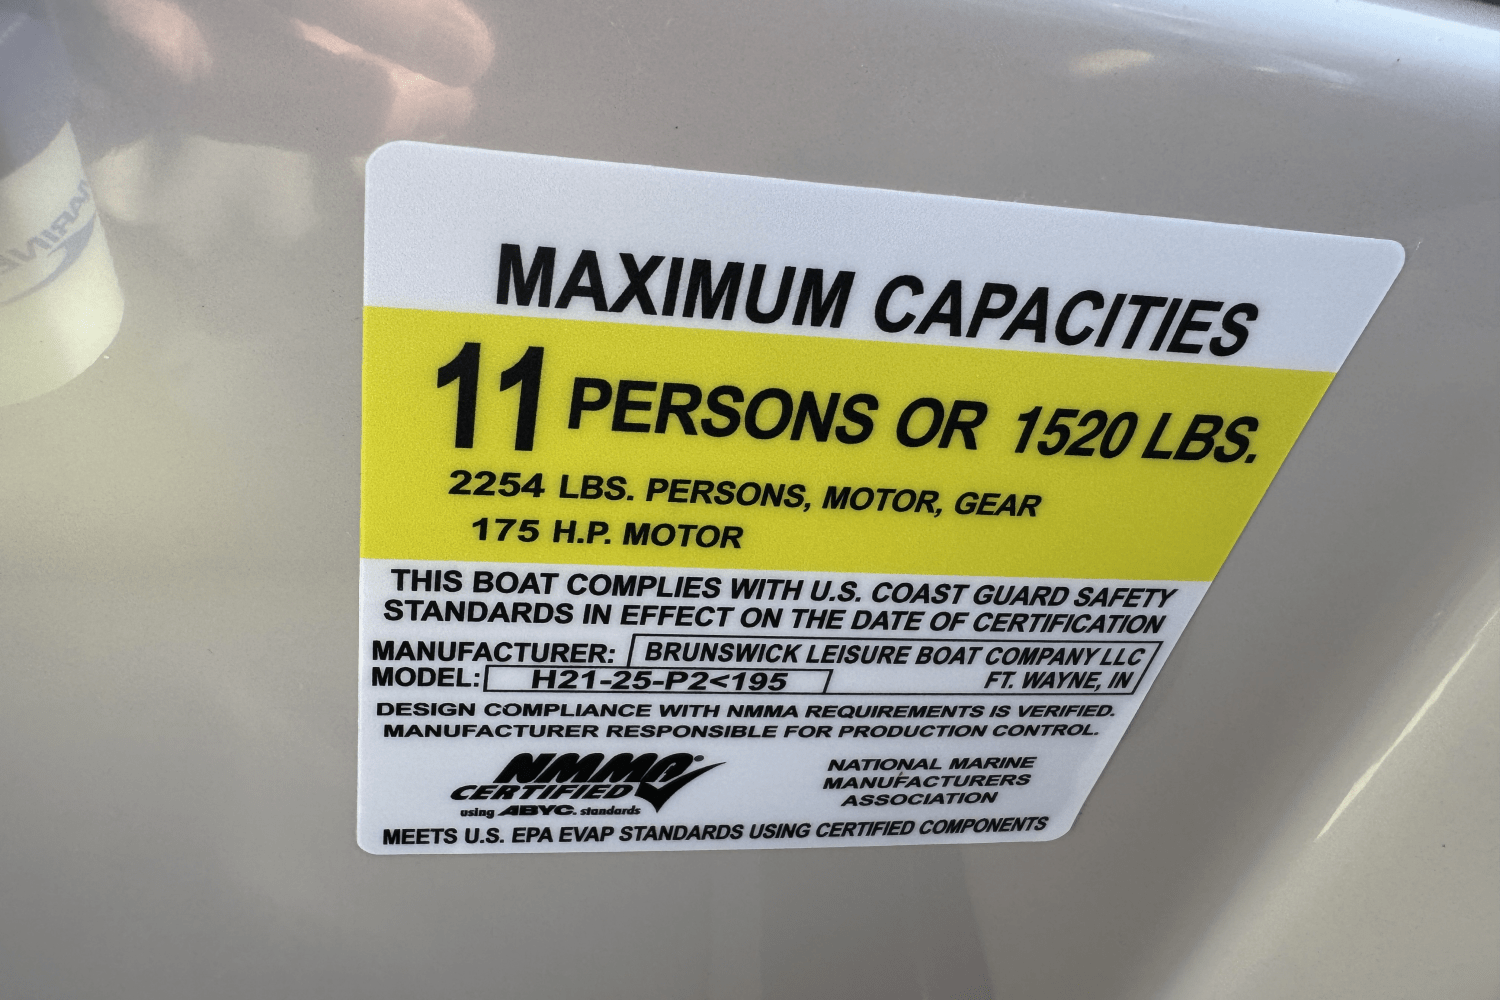 MAXIMUM CAPACITIES
11 PERSONS OR 1520 LBS.
2254 LBS. PERSONS, MOTOR, GEAR
175 H.P. MOTOR
THIS BOAT COMPLIES WITH U.S. COAST GUARD SAFETY
STANDARDS IN EFFECT ON THE DATE OF CERTIFICATION
MANUFACTURER: BRUNSWICK LEISURE BOAT COMPANY LLC
MODEL: H21-25-P2<195 FT. WAYNE, IN
DESIGN COMPLIANCE WITH NMMA REQUIREMENTS IS VERIFIED.
MANUFACTURER RESPONSIBLE FOR PRODUCTION CONTROL.
NMMA®
CERTIFIED
using ABYC. standards
NATIONAL MARINE
MANUFACTURERS
ASSOCIATION
MEETS U.S. EPA EVAP STANDARDS USING CERTIFIED COMPONENTS